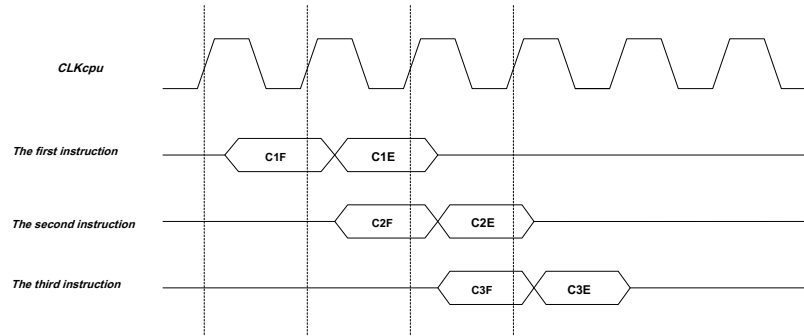 CLKcpu
The first instruction
C1F
C1E
The second instruction
C2F
C2E
The third instruction
C3F
C3E